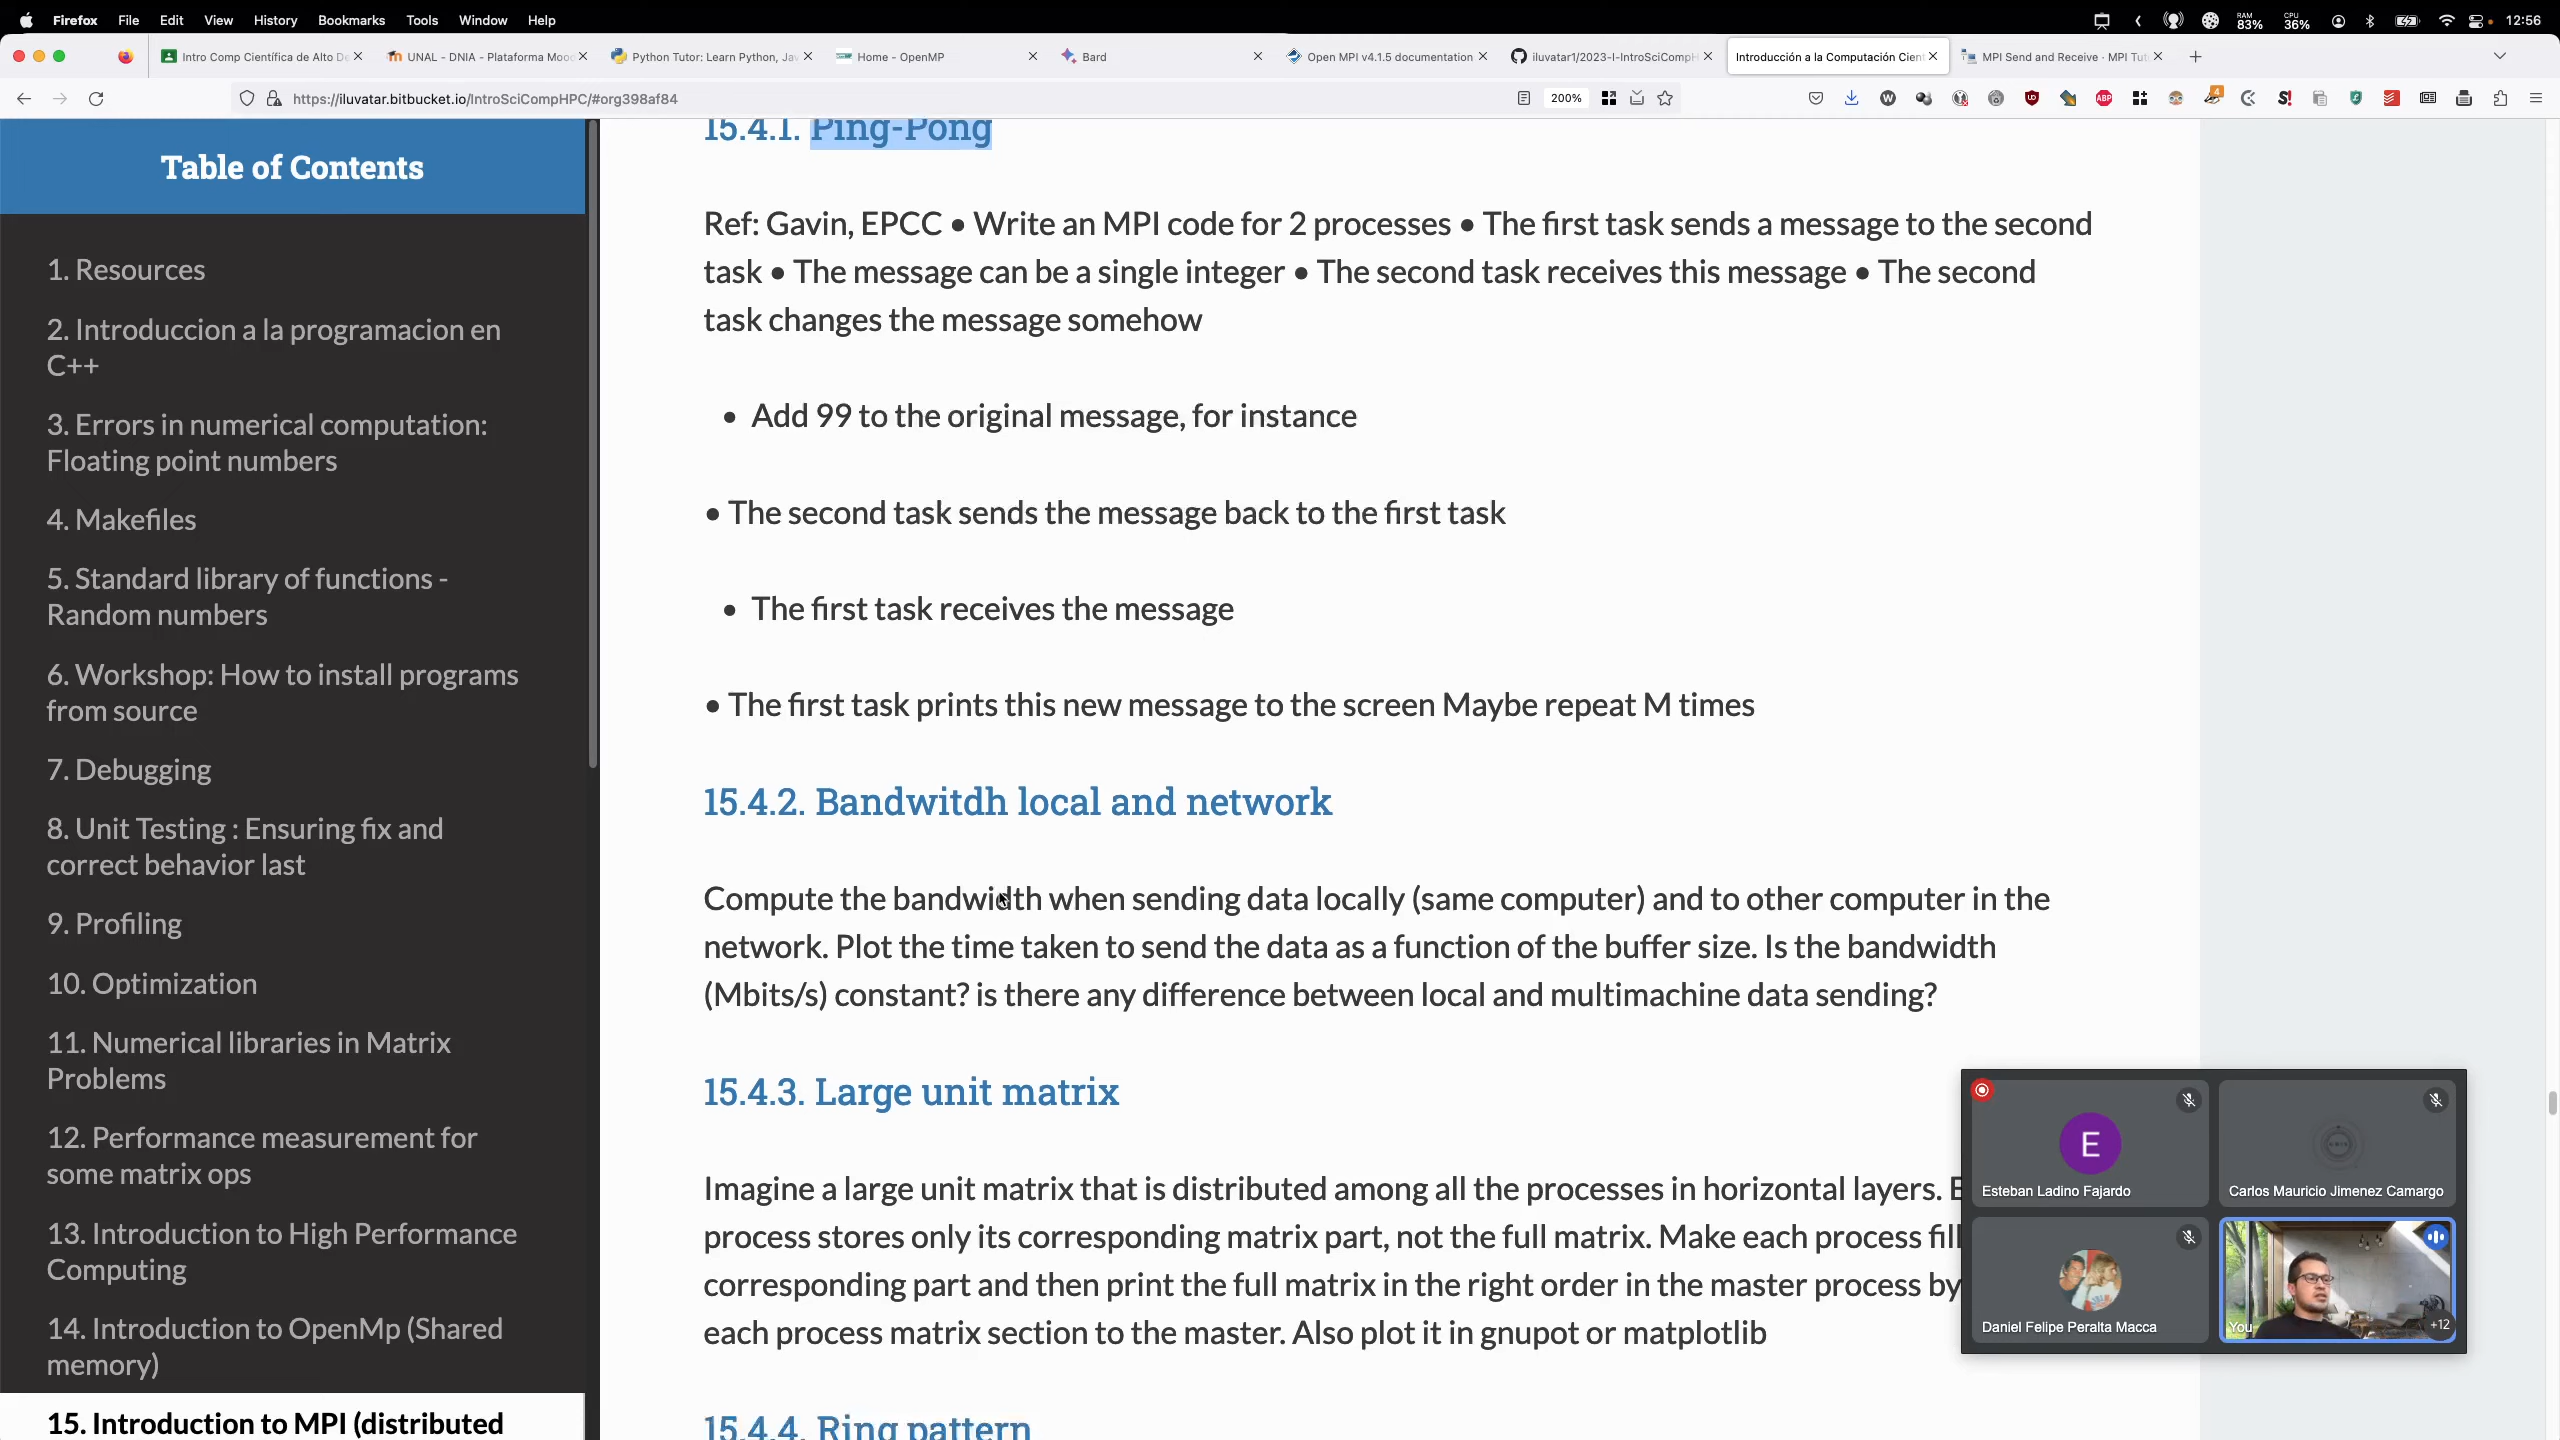 Firefox File Edit View History Bookmarks Tools Window Help RAM 83% CPU 36% 12:56
Intro Comp Científica de Alto De UNAL - DNIA - Plataforma Mood Python Tutor: Learn Python, Jav Home - OpenMP Bard Open MPI v4.1.5 documentation iluvatar1/2023-I-IntroSciCompH Introducción a la Computación Cient MPI Send and Receive · MPI Tut
https://iluvatar.bitbucket.io/IntroSciCompHPC/#org398af84 200%
Table of Contents
1. Resources
2. Introduccion a la programacion en
C++
3. Errors in numerical computation:
Floating point numbers
4. Makefiles
5. Standard library of functions -
Random numbers
6. Workshop: How to install programs
from source
7. Debugging
8. Unit Testing : Ensuring fix and
correct behavior last
9. Profiling
10. Optimization
11. Numerical libraries in Matrix
Problems
12. Performance measurement for
some matrix ops
13. Introduction to High Performance
Computing
14. Introduction to OpenMp (Shared
memory)
15. Introduction to MPI (distributed
15.4.1. Ping-Pong
Ref: Gavin, EPCC • Write an MPI code for 2 processes • The first task sends a message to the second
task • The message can be a single integer • The second task receives this message • The second
task changes the message somehow
• Add 99 to the original message, for instance
• The second task sends the message back to the first task
• The first task receives the message
• The first task prints this new message to the screen Maybe repeat M times
15.4.2. Bandwitdh local and network
Compute the bandwidth when sending data locally (same computer) and to other computer in the
network. Plot the time taken to send the data as a function of the buffer size. Is the bandwidth
(Mbits/s) constant? is there any difference between local and multimachine data sending?
15.4.3. Large unit matrix
Imagine a large unit matrix that is distributed among all the processes in horizontal layers.
process stores only its corresponding matrix part, not the full matrix. Make each process fill
corresponding part and then print the full matrix in the right order in the master process by
each process matrix section to the master. Also plot it in gnupot or matplotlib
15.4.4. Ring pattern
E
Esteban Ladino Fajardo
Carlos Mauricio Jimenez Camargo
Daniel Felipe Peralta Macca
You
+12